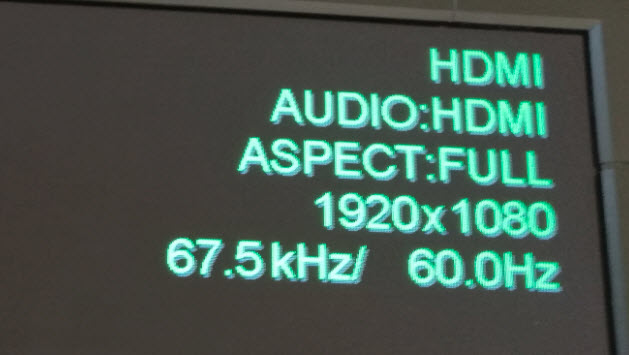 HDMI
AUDIO:HDMI
ASPECT:FULL
1920x1080
67.5kHz/ 60.0Hz